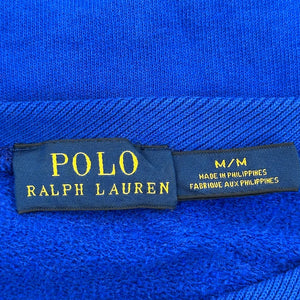 POLO
RALPH LAUREN
M/M
MADE IN PHILIPPINES
FABRIQUE AUX PHILIPPINES